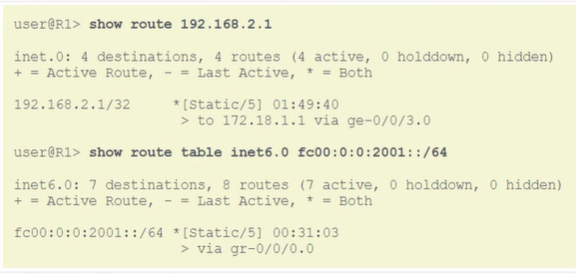 user@R1> show route 192.168.2.1
inet.0: 4 destinations, 4 routes (4 active, 0 holddown, 0 hidden)
+ = Active Route, - = Last Active, * = Both
192.168.2.1/32     *[Static/5] 01:49:40
                    > to 172.18.1.1 via ge-0/0/3.0
user@R1> show route table inet6.0 fc00:0:0:2001::/64
inet6.0: 7 destinations, 8 routes (7 active, 0 holddown, 0 hidden)
+ = Active Route, - = Last Active, * = Both
fc00:0:0:2001::/64 *[Static/5] 00:31:03
                    > via gr-0/0/0.0